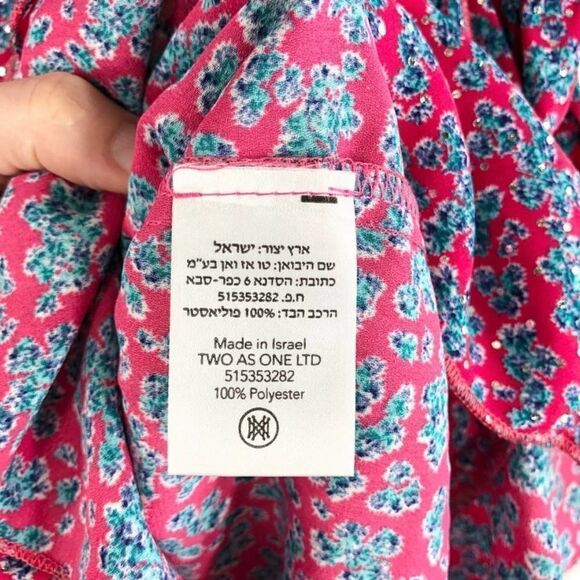 ארץ יצור: ישראל
שם היבואן: טו אז ואן בע"מ
כתובת: הסדנא 6 כפר-סבא
ח.פ. 515353282
הרכב הבד: 100% פוליאסטר
Made in Israel
TWO AS ONE LTD
515353282
100% Polyester